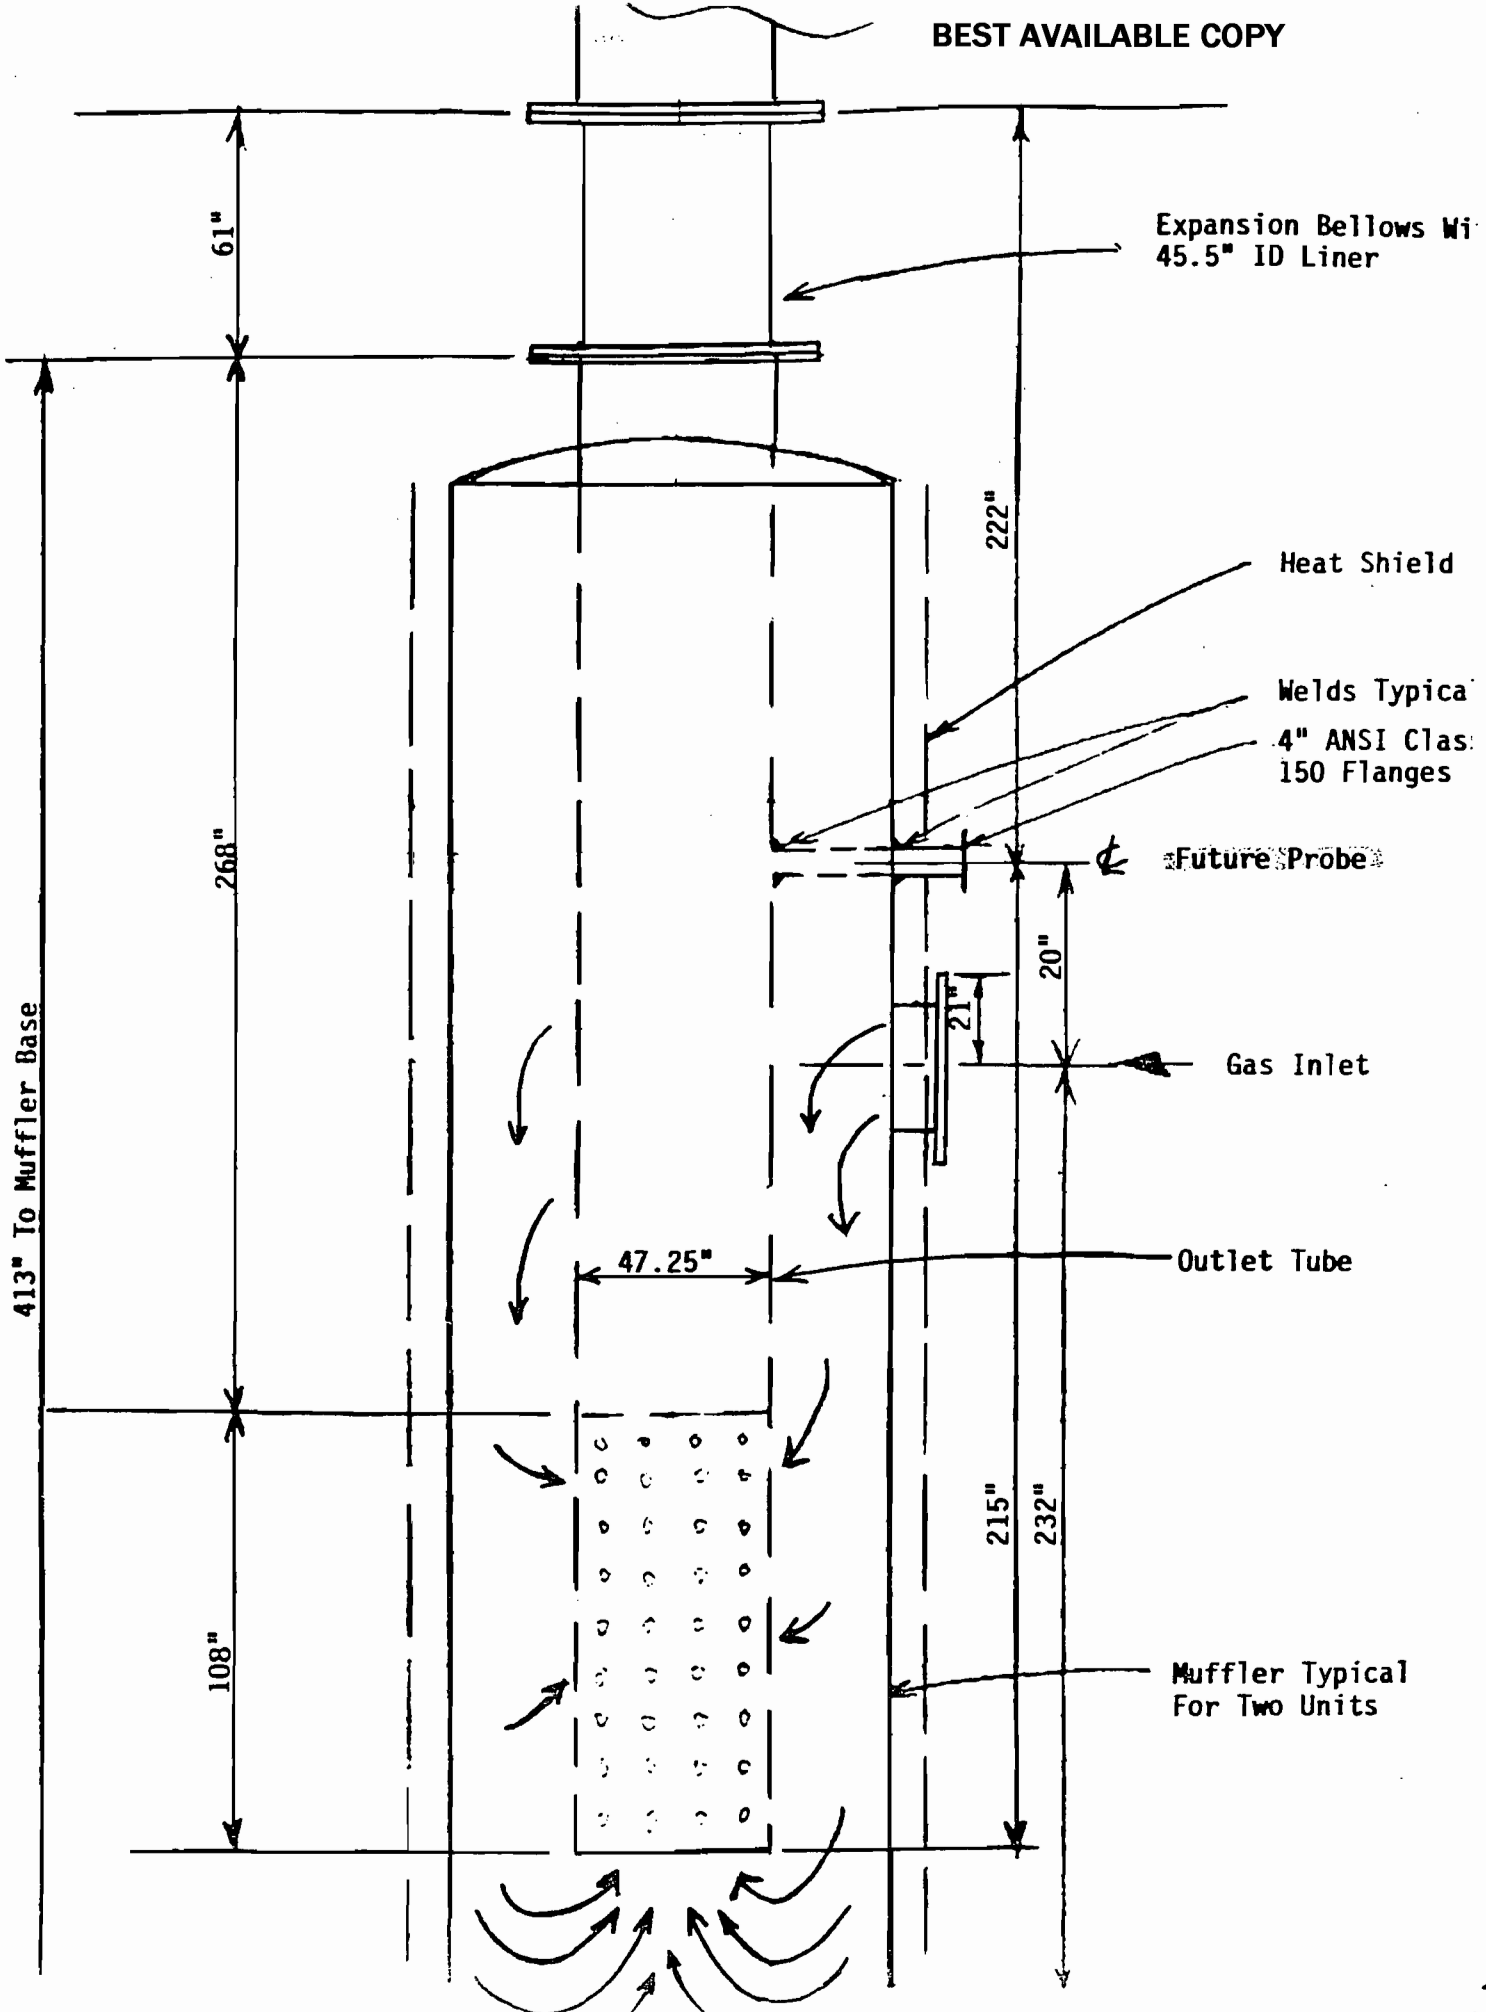 BEST AVAILABLE COPY
61"
Expansion Bellows Wi
45.5" ID Liner
222"
Heat Shield
Welds Typica
4" ANSI Clas
150 Flanges
268"
℄ Future Probe
20"
21"
Gas Inlet
413" To Muffler Base
47.25"
Outlet Tube
215"
232"
108"
Muffler Typical
For Two Units